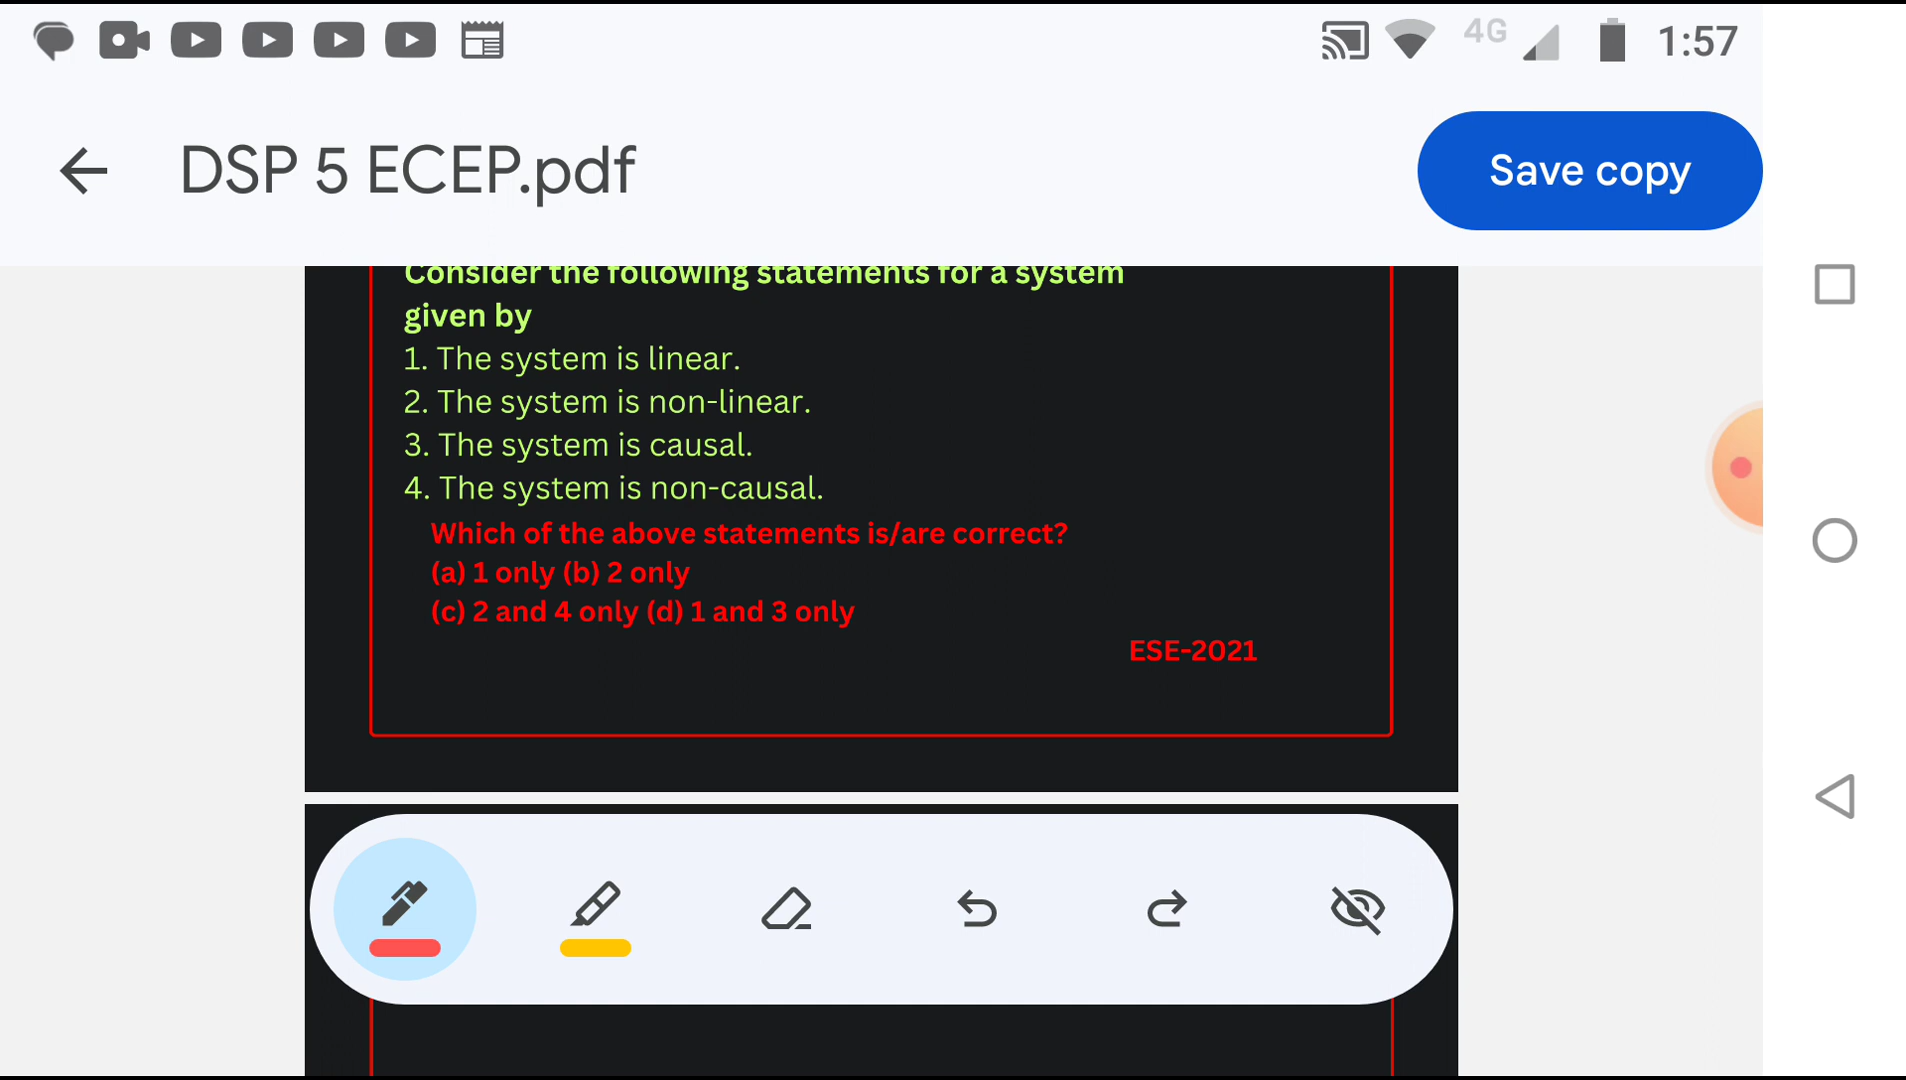 4G
1:57
DSP 5 ECEP.pdf
Save copy
Consider the following statements for a system
given by
1. The system is linear.
2. The system is non-linear.
3. The system is causal.
4. The system is non-causal.
Which of the above statements is/are correct?
(a) 1 only (b) 2 only
(c) 2 and 4 only (d) 1 and 3 only
ESE-2021